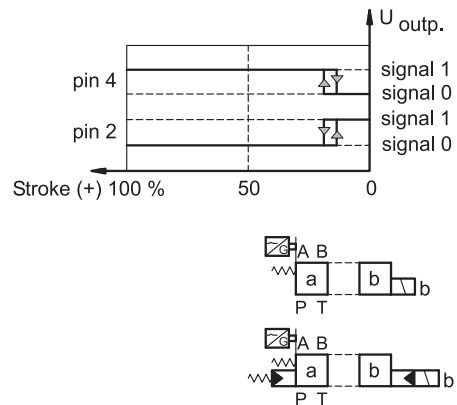 U outp.
pin 4
signal 1
signal 0
pin 2
signal 1
signal 0
Stroke (+) 100 %
50
0
G
A B
a
b
b
P T
G
A B
a
b
b
P T